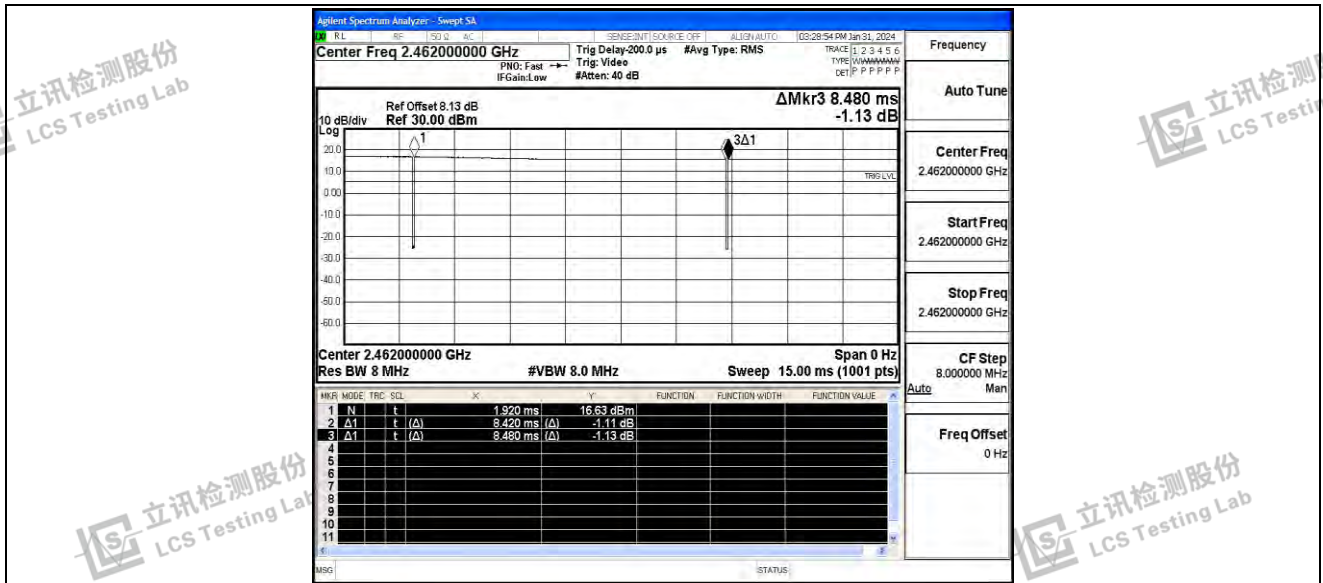 Agilent Spectrum Analyzer - Swept SA
RL RF 50 Ω AC SENSE:INT SOURCE OFF ALIGN AUTO 03:28:54 PM Jan 31, 2024
Center Freq 2.462000000 GHz
PNO: Fast
IFGain:Low
Trig Delay-200.0 µs #Avg Type: RMS
Trig: Video
#Atten: 40 dB
TRACE 1 2 3 4 5 6
TYPE
DET P P P P P P
Ref Offset 8.13 dB
Ref 30.00 dBm
10 dB/div
Log
ΔMkr3 8.480 ms
-1.13 dB
1
3Δ1
20.0
10.0
TRIG LVL
0.00
-10.0
-20.0
-30.0
-40.0
-50.0
-60.0
Center 2.462000000 GHz Span 0 Hz
Res BW 8 MHz #VBW 8.0 MHz Sweep 15.00 ms (1001 pts)
MKR MODE TRC SCL X Y FUNCTION FUNCTION WIDTH FUNCTION VALUE
1 N t 1.920 ms 16.63 dBm
2 Δ1 t (Δ) 8.420 ms (Δ) -1.11 dB
3 Δ1 t (Δ) 8.480 ms (Δ) -1.13 dB
4
5
6
7
8
9
10
11
MSG STATUS
Frequency
Auto Tune
Center Freq
2.462000000 GHz
Start Freq
2.462000000 GHz
Stop Freq
2.462000000 GHz
CF Step
8.000000 MHz
Auto Man
Freq Offset
0 Hz
立讯检测股份
LCS Testing Lab
立讯检测
LCS Testin
立讯检测股份
LCS Testing Lab
立讯检测股份
LCS Testing Lab